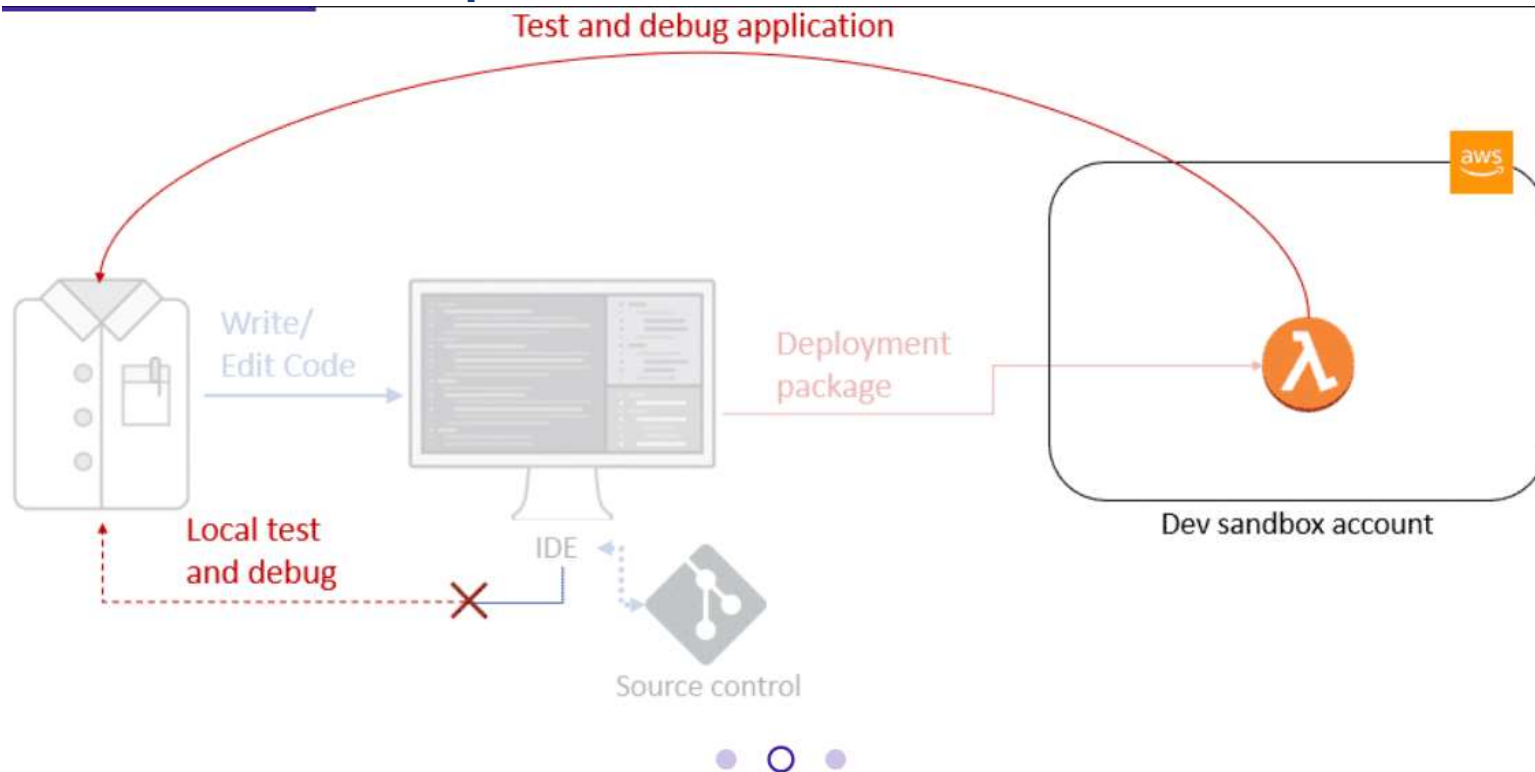 Test and debug application
aws
Write/
Edit Code
Deployment
package
Local test
and debug
IDE
Dev sandbox account
Source control